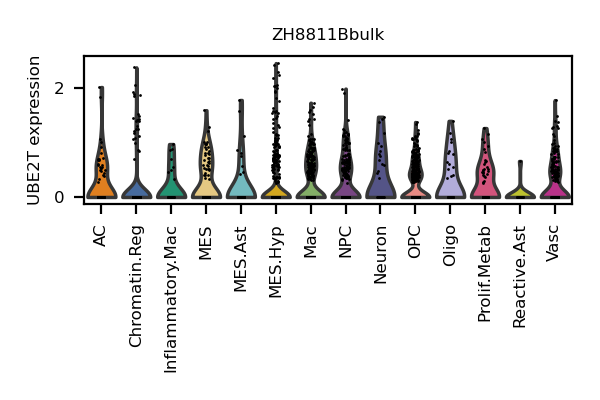 ZH8811Bbulk
UBE2T expression
2
0
AC
Chromatin.Reg
Inflammatory.Mac
MES
MES.Ast
MES.Hyp
Mac
NPC
Neuron
OPC
Oligo
Prolif.Metab
Reactive.Ast
Vasc